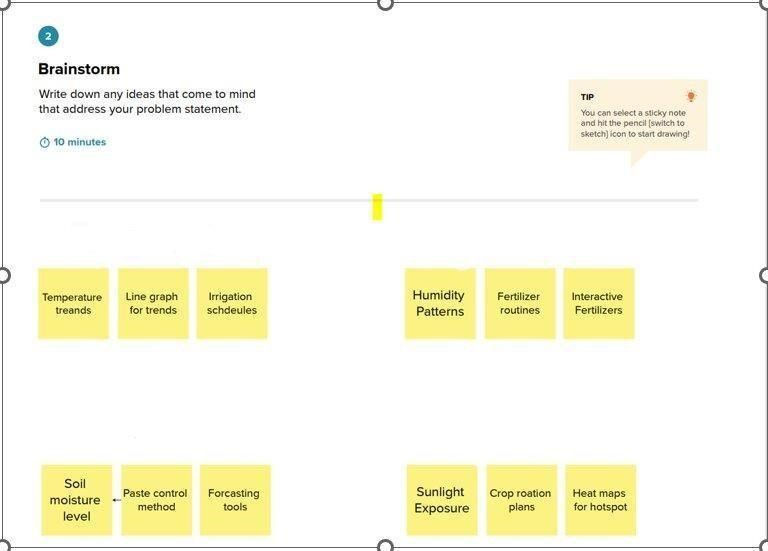 2
Brainstorm
Write down any ideas that come to mind
that address your problem statement.
10 minutes
TIP
You can select a sticky note
and hit the pencil [switch to
sketch] icon to start drawing!
Temperature
treands
Line graph
for trends
Irrigation
schdeules
Humidity
Patterns
Fertilizer
routines
Interactive
Fertilizers
Soil
moisture
level
Paste control
method
Forcasting
tools
Sunlight
Exposure
Crop roation
plans
Heat maps
for hotspot